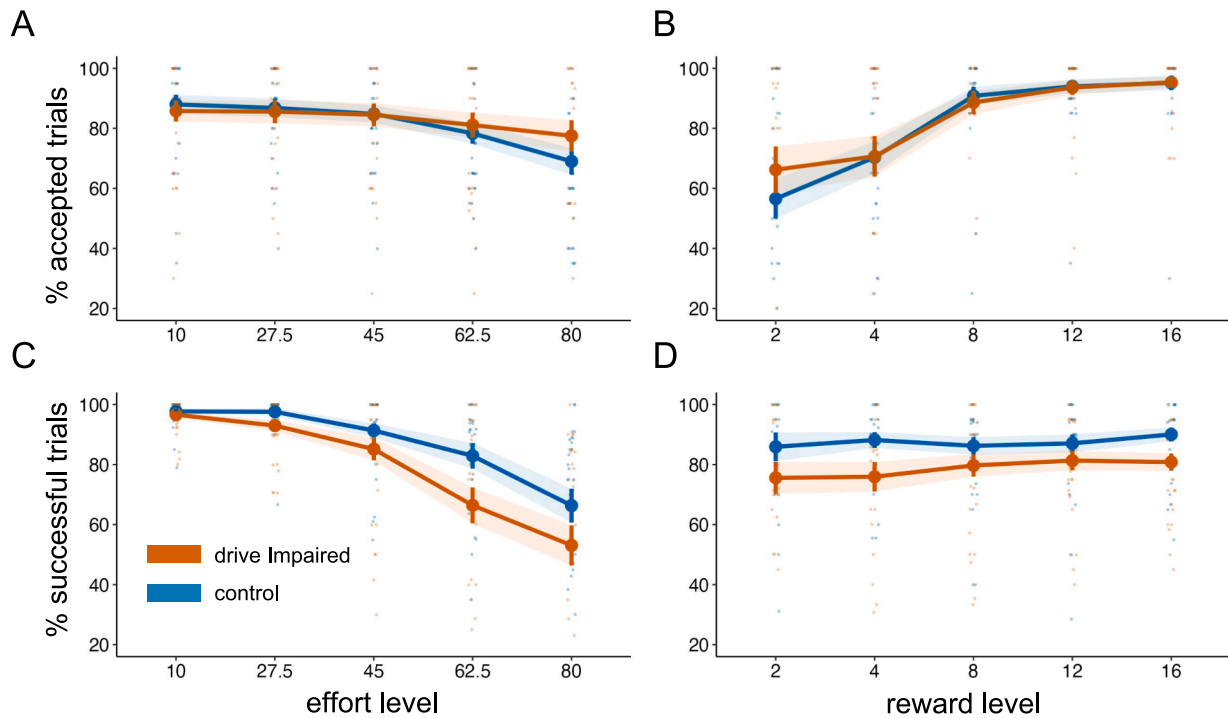 A
B
% accepted trials
100
80
60
40
20
10 27.5 45 62.5 80
100
80
60
40
20
2 4 8 12 16
C
D
% successful trials
100
80
60
40
20
drive Impaired
control
10 27.5 45 62.5 80
effort level
100
80
60
40
20
2 4 8 12 16
reward level